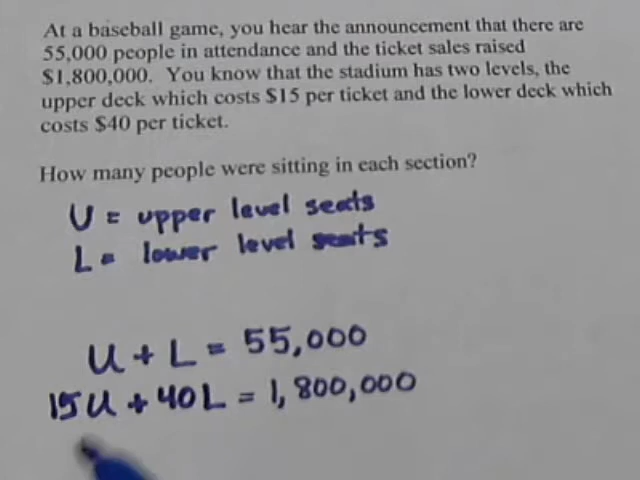 At a baseball game, you hear the announcement that there are
55,000 people in attendance and the ticket sales raised
$1,800,000. You know that the stadium has two levels, the
upper deck which costs $15 per ticket and the lower deck which
costs $40 per ticket.
How many people were sitting in each section?
U = upper level seats
L = lower level seats
U + L = 55,000
15U + 40L = 1,800,000